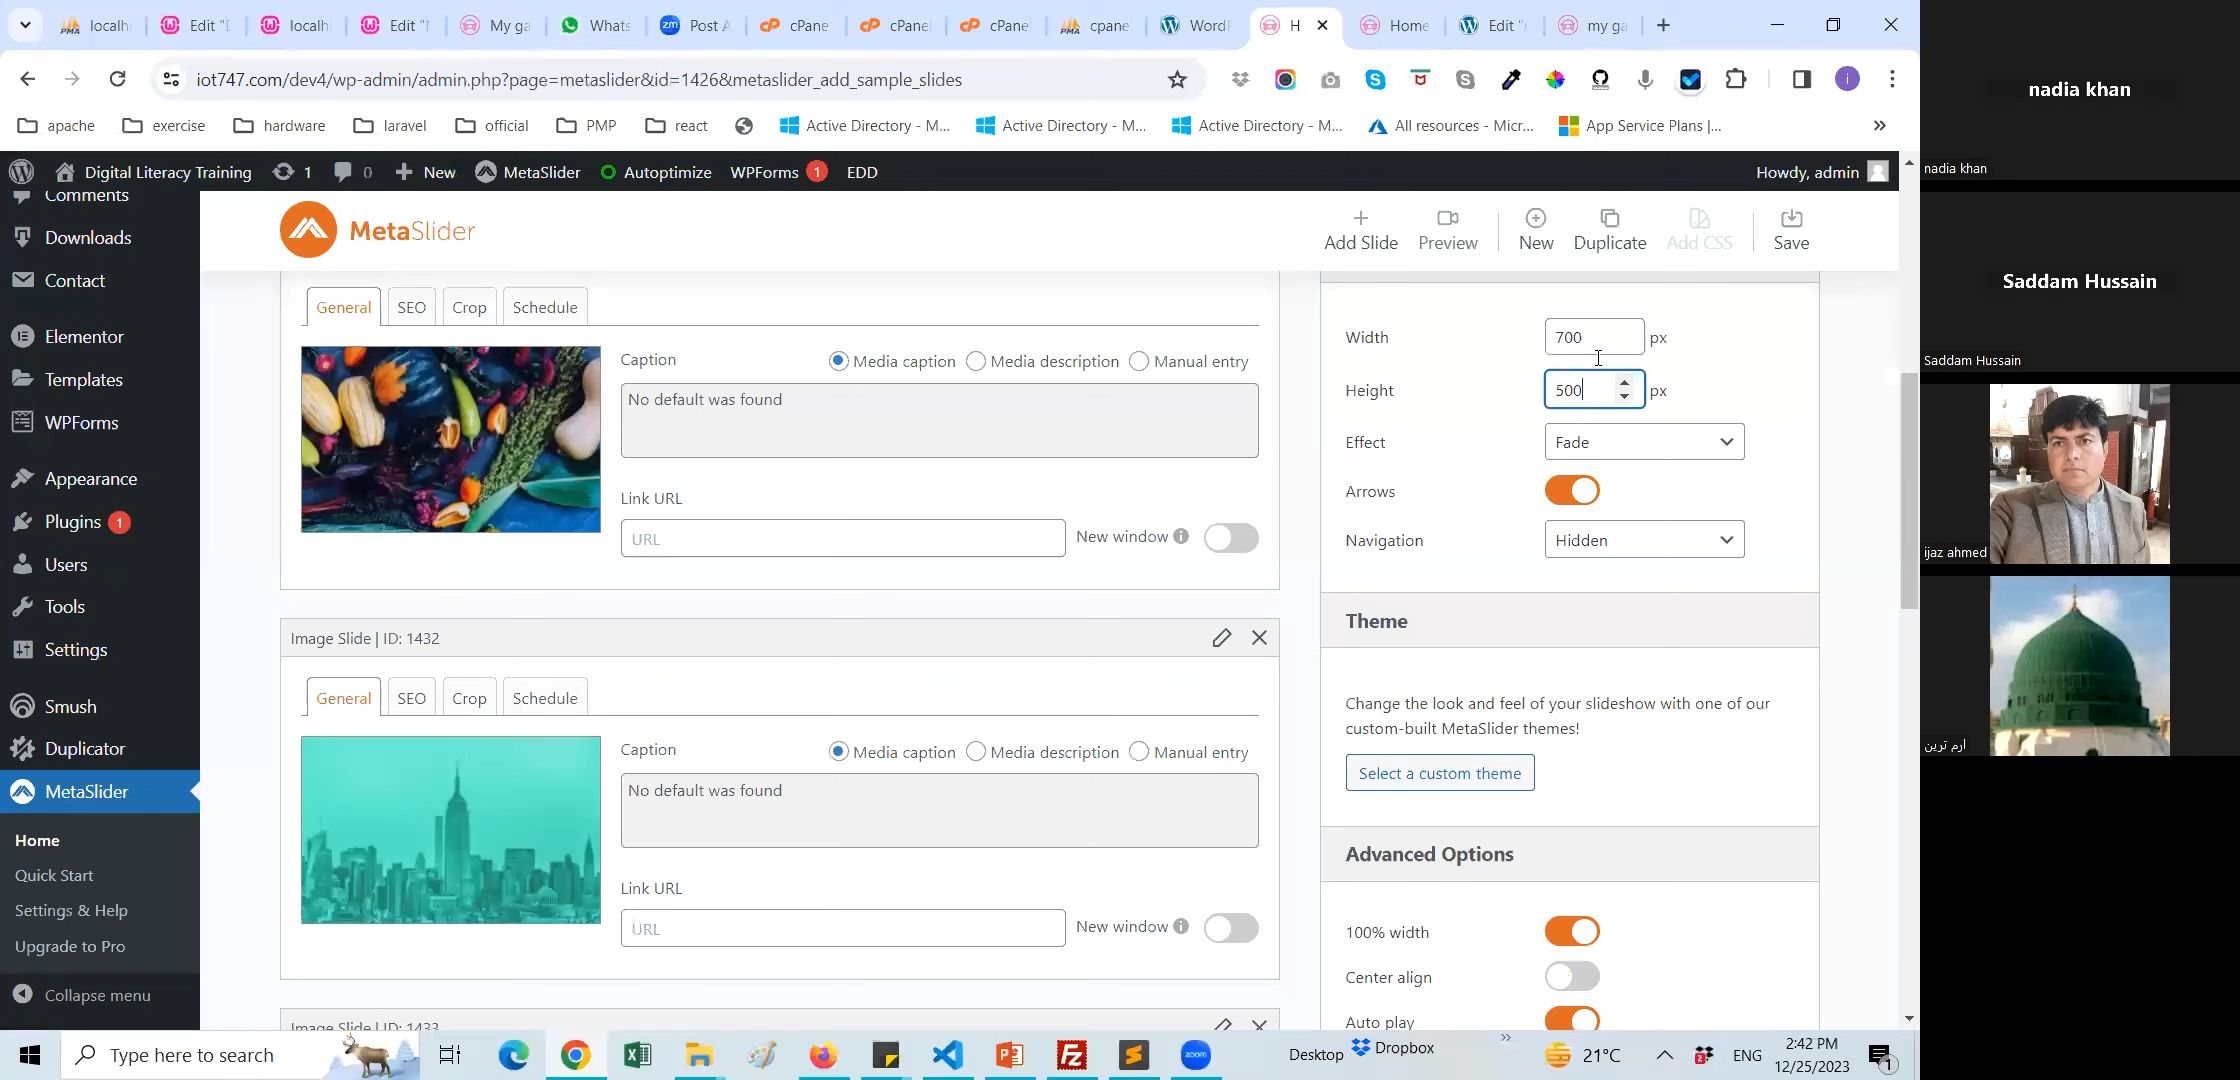 localh
Edit "D
localh
Edit "F
My ga
Whats
Post A
cPane
cPanel
cPanel
cpane
WordP
H
Home
Edit "n
my ga
iot747.com/dev4/wp-admin/admin.php?page=metaslider&id=1426&metaslider_add_sample_slides
apache
exercise
hardware
laravel
official
PMP
react
Active Directory - M...
Active Directory - M...
Active Directory - M...
All resources - Micr...
App Service Plans |...
Digital Literacy Training
1
0
New
MetaSlider
Autoptimize
WPForms 1
EDD
Howdy, admin
Comments
Downloads
Contact
Elementor
Templates
WPForms
Appearance
Plugins 1
Users
Tools
Settings
Smush
Duplicator
MetaSlider
Home
Quick Start
Settings & Help
Upgrade to Pro
Collapse menu
MetaSlider
Add Slide
Preview
New
Duplicate
Add CSS
Save
General
SEO
Crop
Schedule
Caption
Media caption
Media description
Manual entry
No default was found
Link URL
URL
New window
Image Slide | ID: 1432
General
SEO
Crop
Schedule
Caption
Media caption
Media description
Manual entry
No default was found
Link URL
URL
New window
Image Slide | ID: 1433
Width 700 px
Height 500 px
Effect Fade
Arrows
Navigation Hidden
Theme
Change the look and feel of your slideshow with one of our
custom-built MetaSlider themes!
Select a custom theme
Advanced Options
100% width
Center align
Auto play
nadia khan
nadia khan
Saddam Hussain
Saddam Hussain
ijaz ahmed
ارم ترین
Type here to search
zoom
Desktop
Dropbox
21°C
ENG
2:42 PM
12/25/2023
1